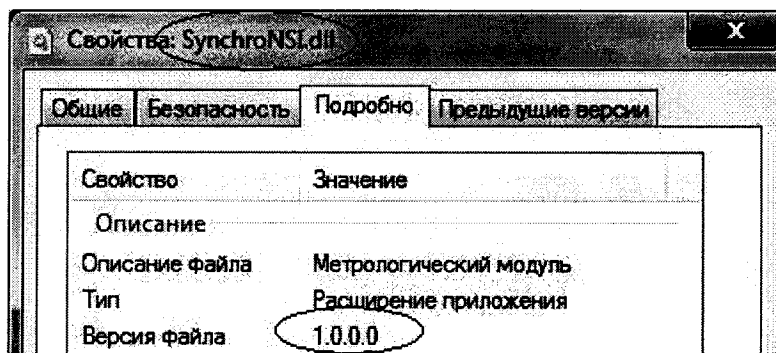 Свойства: SynchroNSI.dll
X
Общие Безопасность Подробно Предыдущие версии
Свойство Значение
Описание
Описание файла Метрологический модуль
Тип Расширение приложения
Версия файла 1.0.0.0